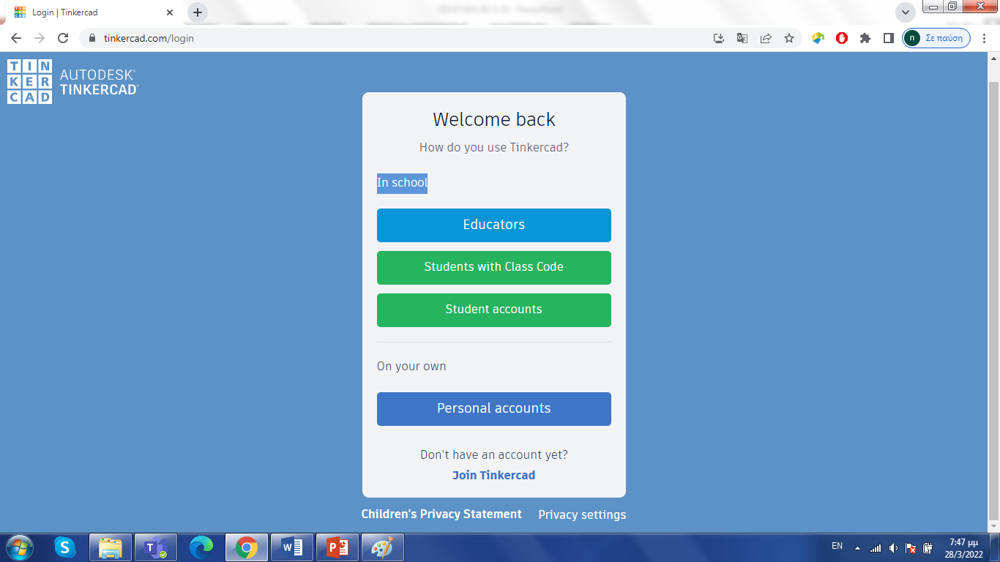 Login | Tinkercad
tinkercad.com/login
n Σε παύση
TIN
KER
CAD
AUTODESK®
TINKERCAD®
Welcome back
How do you use Tinkercad?
In school
Educators
Students with Class Code
Student accounts
On your own
Personal accounts
Don't have an account yet?
Join Tinkercad
Children's Privacy Statement Privacy settings
EN
7:47 μμ
28/3/2022